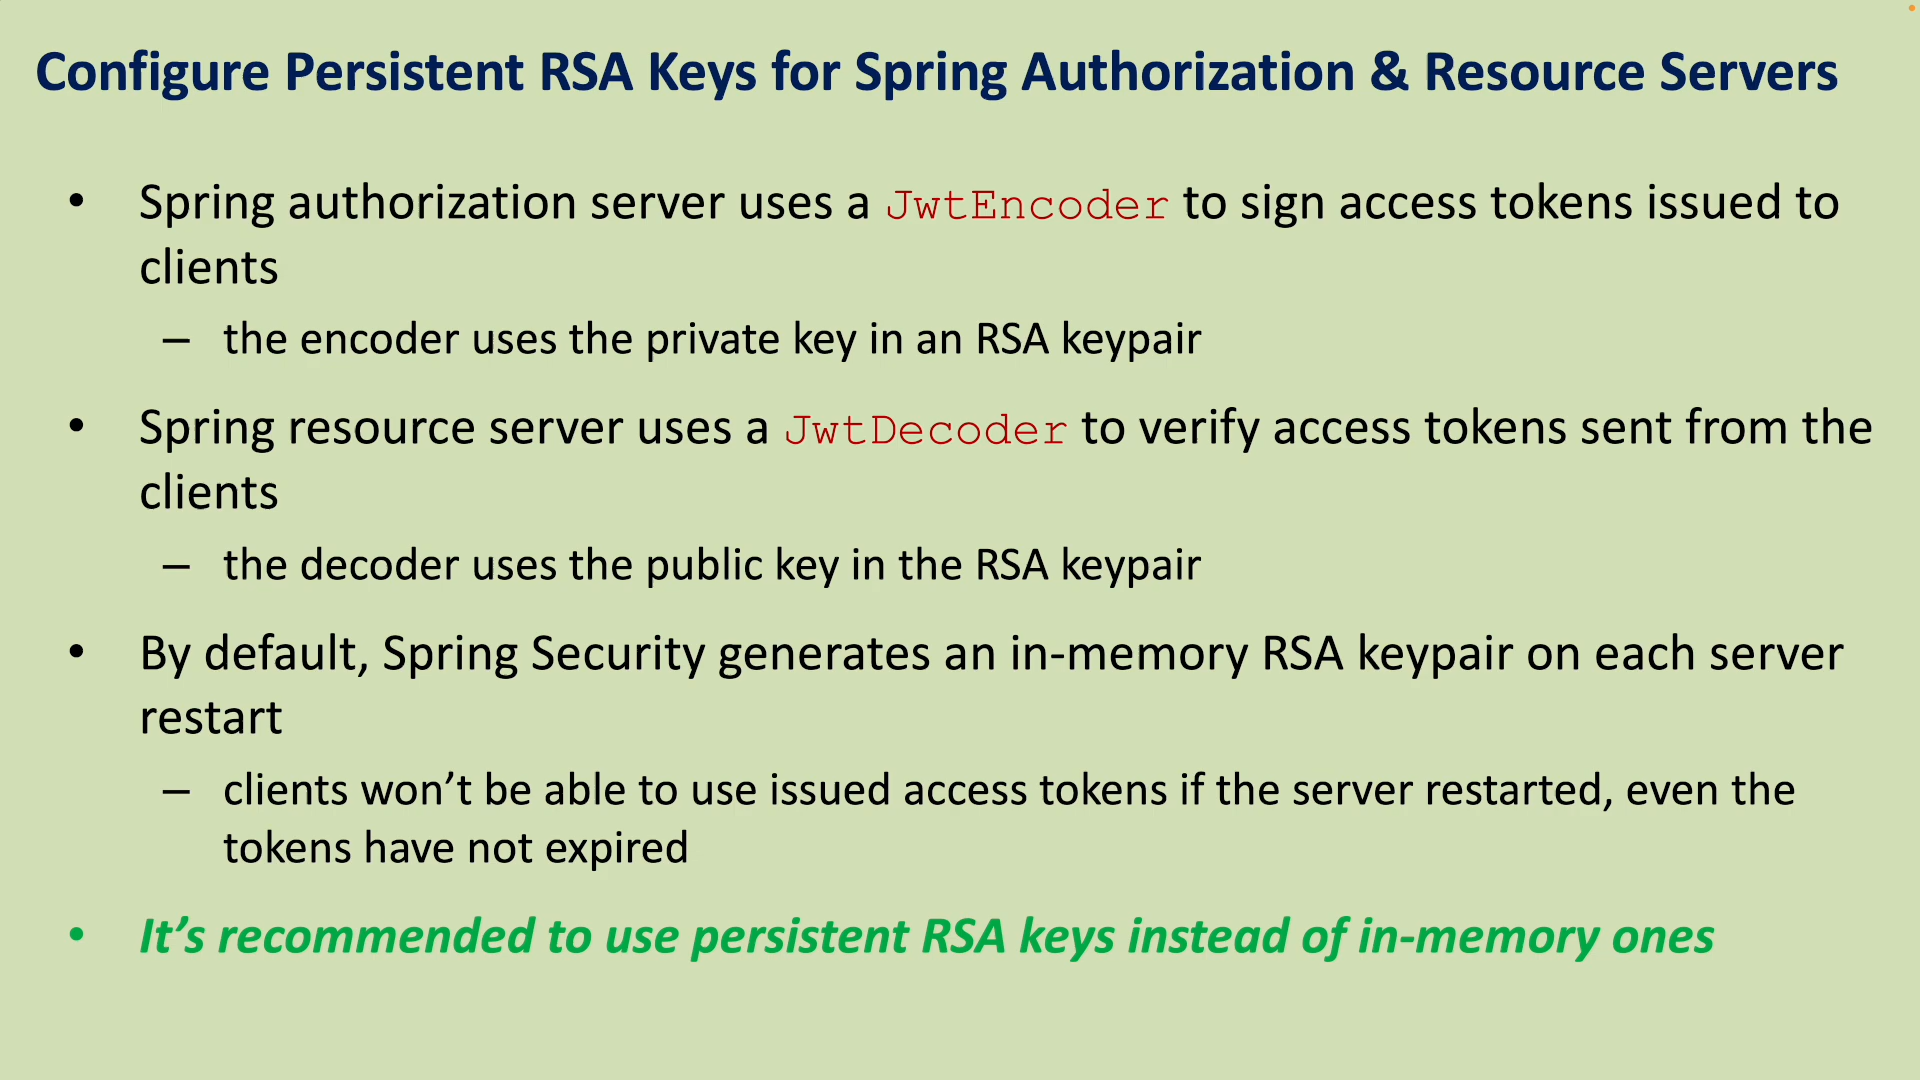 Configure Persistent RSA Keys for Spring Authorization & Resource Servers
• Spring authorization server uses a JwtEncoder to sign access tokens issued to
clients
– the encoder uses the private key in an RSA keypair
• Spring resource server uses a JwtDecoder to verify access tokens sent from the
clients
– the decoder uses the public key in the RSA keypair
• By default, Spring Security generates an in-memory RSA keypair on each server
restart
– clients won’t be able to use issued access tokens if the server restarted, even the
tokens have not expired
• It’s recommended to use persistent RSA keys instead of in-memory ones